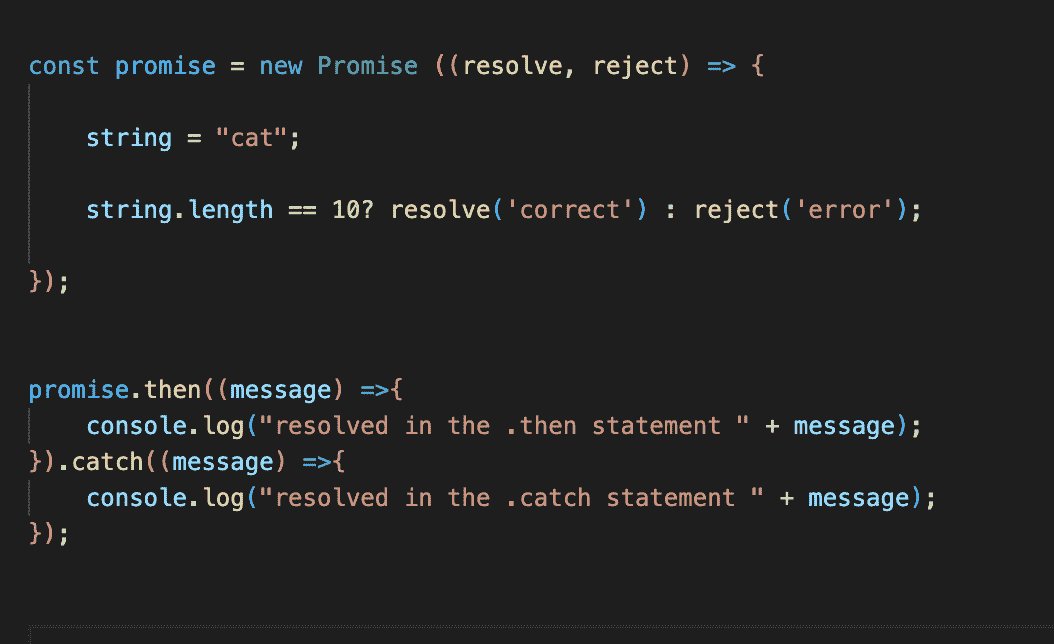 const promise = new Promise ((resolve, reject) => {
string = "cat";
string.length == 10? resolve('correct') : reject('error');
});
promise.then((message) =>{
console.log("resolved in the .then statement " + message);
}).catch((message) =>{
console.log("resolved in the .catch statement " + message);
});